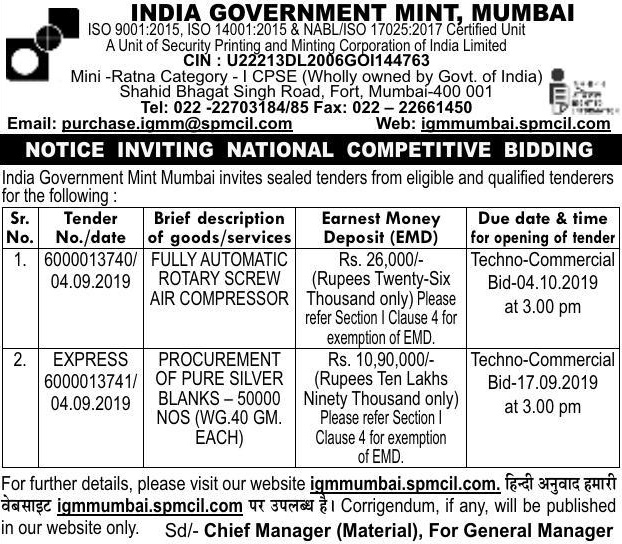 INDIA GOVERNMENT MINT, MUMBAI
ISO 9001:2015, ISO 14001:2015 & NABL/ISO 17025:2017 Certified Unit
A Unit of Security Printing and Minting Corporation of India Limited
CIN : U22213DL2006GOI144763
Mini -Ratna Category - I CPSE (Wholly owned by Govt. of India)
Shahid Bhagat Singh Road, Fort, Mumbai-400 001
Tel: 022 -22703184/85 Fax: 022 – 22661450
Email: purchase.igmm@spmcil.com Web: igmmumbai.spmcil.com
NOTICE INVITING NATIONAL COMPETITIVE BIDDING
India Government Mint Mumbai invites sealed tenders from eligible and qualified tenderers
for the following :
Sr. No.
Tender No./date
Brief description of goods/services
Earnest Money Deposit (EMD)
Due date & time for opening of tender
1.
6000013740/
04.09.2019
FULLY AUTOMATIC
ROTARY SCREW
AIR COMPRESSOR
Rs. 26,000/-
(Rupees Twenty-Six
Thousand only) Please
refer Section I Clause 4 for
exemption of EMD.
Techno-Commercial
Bid-04.10.2019
at 3.00 pm
2.
EXPRESS
6000013741/
04.09.2019
PROCUREMENT
OF PURE SILVER
BLANKS – 50000
NOS (WG.40 GM.
EACH)
Rs. 10,90,000/-
(Rupees Ten Lakhs
Ninety Thousand only)
Please refer Section I
Clause 4 for exemption
of EMD.
Techno-Commercial
Bid-17.09.2019
at 3.00 pm
For further details, please visit our website igmmumbai.spmcil.com. हिन्दी अनुवाद हमारी
वेबसाइट igmmumbai.spmcil.com पर उपलब्ध है। Corrigendum, if any, will be published
in our website only. Sd/- Chief Manager (Material), For General Manager